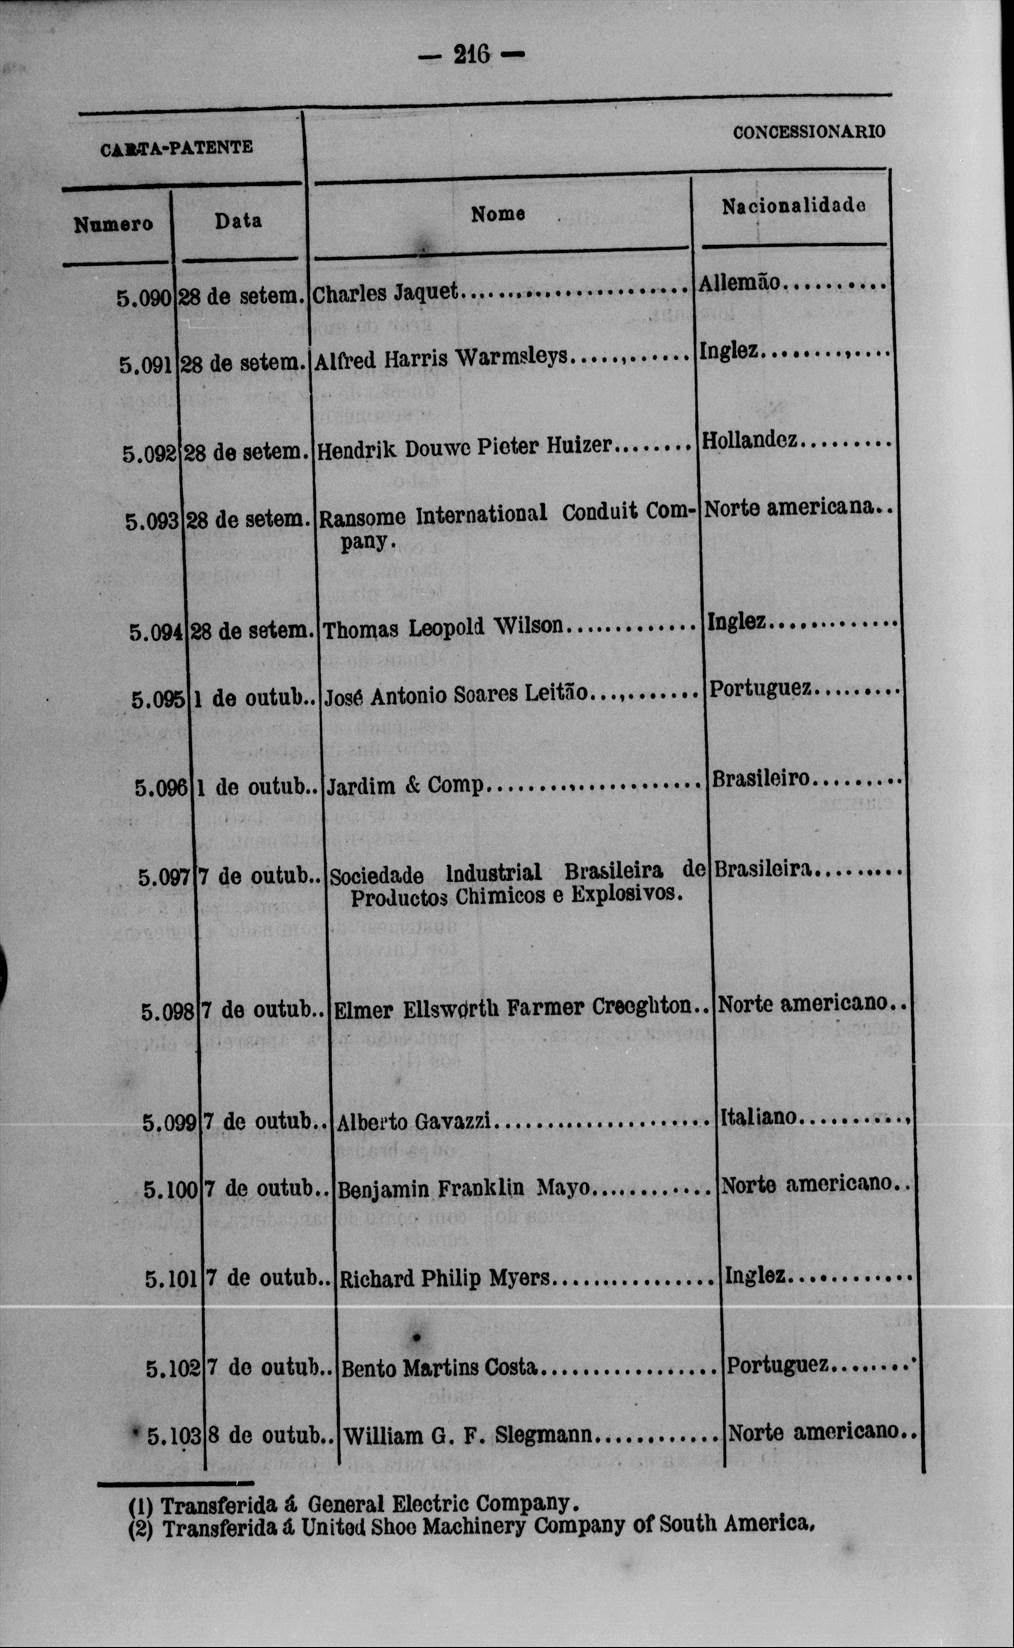 — 216 —
CARTA-PATENTE
CONCESSIONARIO
Numero Data Nome Nacionalidade
5.090 28 de setem. Charles Jaquet........................ Allemão..........
5.091 28 de setem. Alfred Harris Warmsleys............ Inglez.............
5.092 28 de setem. Hendrik Douwe Pieter Huizer........ Hollandez.........
5.093 28 de setem. Ransome International Conduit Com- Norte americana..
pany.
5.094 28 de setem. Thomas Leopold Wilson............. Inglez.............
5.095 1 de outub.. José Antonio Soares Leitão........... Portuguez.........
5.096 1 de outub.. Jardim & Comp..................... Brasileiro.........
5.097 7 de outub.. Sociedade Industrial Brasileira de Brasileira.........
Productos Chimicos e Explosivos.
5.098 7 de outub.. Elmer Ellsworth Farmer Creeghton.. Norte americano..
5.099 7 de outub.. Alberto Gavazzi...................... Italiano...........
5.100 7 de outub.. Benjamin Franklin Mayo............ Norte americano..
5.101 7 de outub.. Richard Philip Myers................ Inglez............
5.102 7 de outub.. Bento Martins Costa................. Portuguez.........
5.103 8 de outub.. William G. F. Slegmann............ Norte americano..
(1) Transferida á General Electric Company.
(2) Transferida á United Shoe Machinery Company of South America.